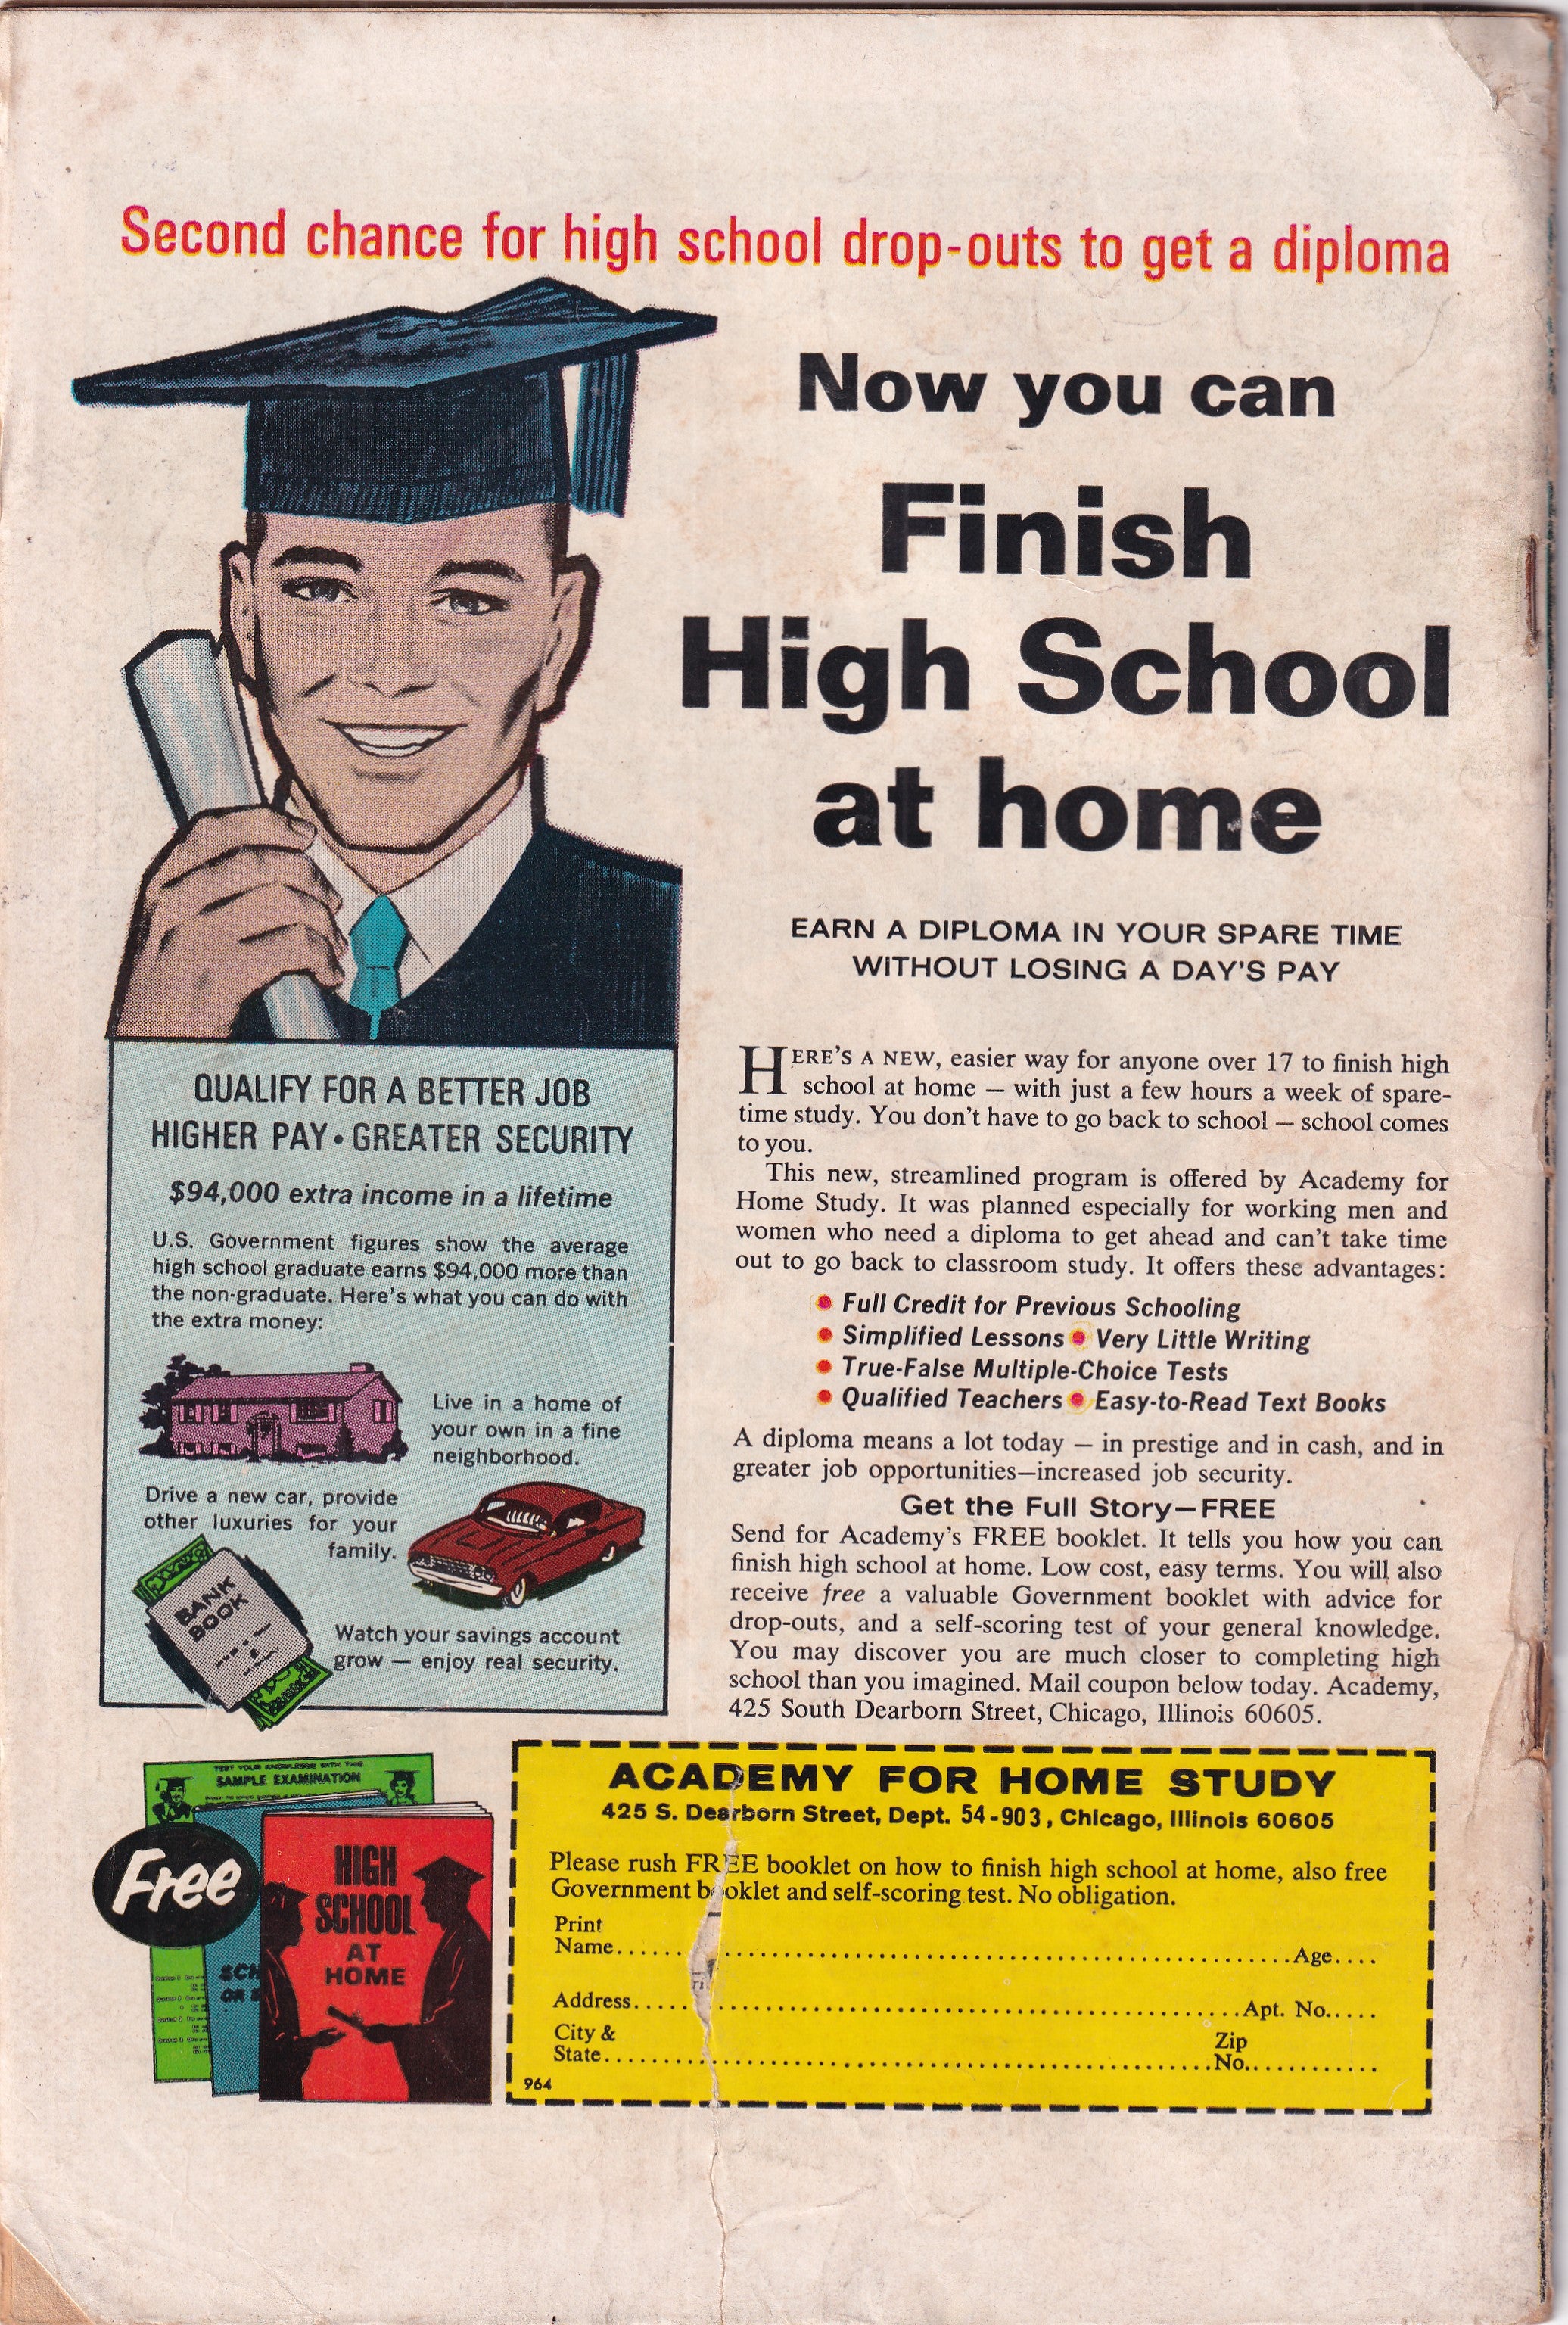 Second chance for high school drop-outs to get a diploma
Now you can
Finish
High School
at home
EARN A DIPLOMA IN YOUR SPARE TIME
WITHOUT LOSING A DAY'S PAY
HERE'S A NEW, easier way for anyone over 17 to finish high
school at home — with just a few hours a week of spare-
time study. You don't have to go back to school — school comes
to you.
This new, streamlined program is offered by Academy for
Home Study. It was planned especially for working men and
women who need a diploma to get ahead and can't take time
out to go back to classroom study. It offers these advantages:
• Full Credit for Previous Schooling
• Simplified Lessons • Very Little Writing
• True-False Multiple-Choice Tests
• Qualified Teachers • Easy-to-Read Text Books
A diploma means a lot today — in prestige and in cash, and in
greater job opportunities—increased job security.
Get the Full Story—FREE
Send for Academy's FREE booklet. It tells you how you can
finish high school at home. Low cost, easy terms. You will also
receive free a valuable Government booklet with advice for
drop-outs, and a self-scoring test of your general knowledge.
You may discover you are much closer to completing high
school than you imagined. Mail coupon below today. Academy,
425 South Dearborn Street, Chicago, Illinois 60605.
QUALIFY FOR A BETTER JOB
HIGHER PAY • GREATER SECURITY
$94,000 extra income in a lifetime
U.S. Government figures show the average
high school graduate earns $94,000 more than
the non-graduate. Here's what you can do with
the extra money:
Live in a home of
your own in a fine
neighborhood.
Drive a new car, provide
other luxuries for your
family.
BANK
BOOK
Watch your savings account
grow — enjoy real security.
TEST YOUR KNOWLEDGE WITH THIS
SAMPLE EXAMINATION
Free
HIGH
SCHOOL
AT
HOME
ACADEMY FOR HOME STUDY
425 S. Dearborn Street, Dept. 54-903, Chicago, Illinois 60605
Please rush FREE booklet on how to finish high school at home, also free
Government booklet and self-scoring test. No obligation.
Print
Name..........Age....
Address..........Apt. No.....
City &
State..........Zip
No............
964